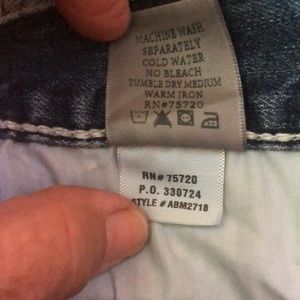 MACHINE WASH
SEPARATELY
COLD WATER
NO BLEACH
TUMBLE DRY MEDIUM
WARM IRON
RN#75720
RN# 75720
P.O. 330724
STYLE # ABM2718